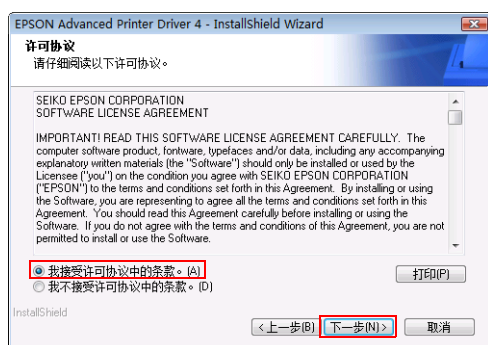 EPSON Advanced Printer Driver 4 - InstallShield Wizard
许可协议
请仔细阅读以下许可协议。
SEIKO EPSON CORPORATION
SOFTWARE LICENSE AGREEMENT
IMPORTANT! READ THIS SOFTWARE LICENSE AGREEMENT CAREFULLY. The
computer software product, fontware, typefaces and/or data, including any accompanying
explanatory written materials (the "Software") should only be installed or used by the
Licensee ("you") on the condition you agree with SEIKO EPSON CORPORATION
("EPSON") to the terms and conditions set forth in this Agreement. By installing or using
the Software, you are representing to agree all the terms and conditions set forth in this
Agreement. You should read this Agreement carefully before installing or using the
Software. If you do not agree with the terms and conditions of this Agreement, you are not
permitted to install or use the Software.
我接受许可协议中的条款。(A)
打印(P)
我不接受许可协议中的条款。(D)
InstallShield
<上一步(B) 下一步(N)> 取消